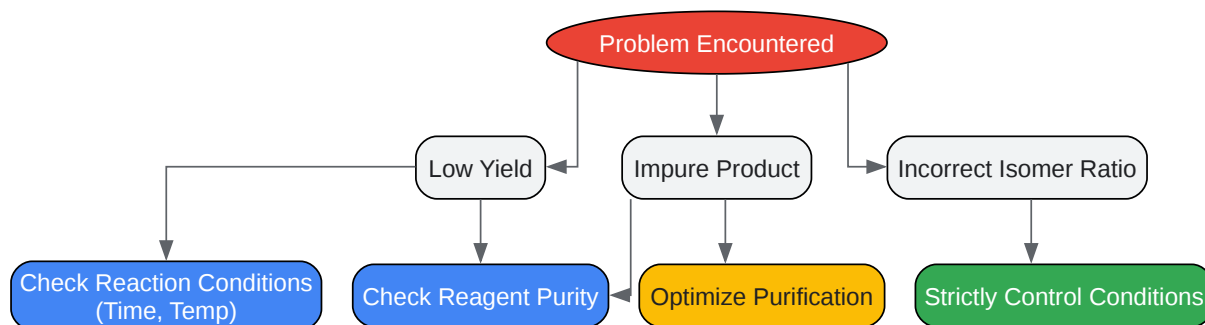 Problem Encountered
Low Yield
Impure Product
Incorrect Isomer Ratio
Check Reaction Conditions
(Time, Temp)
Check Reagent Purity
Optimize Purification
Strictly Control Conditions